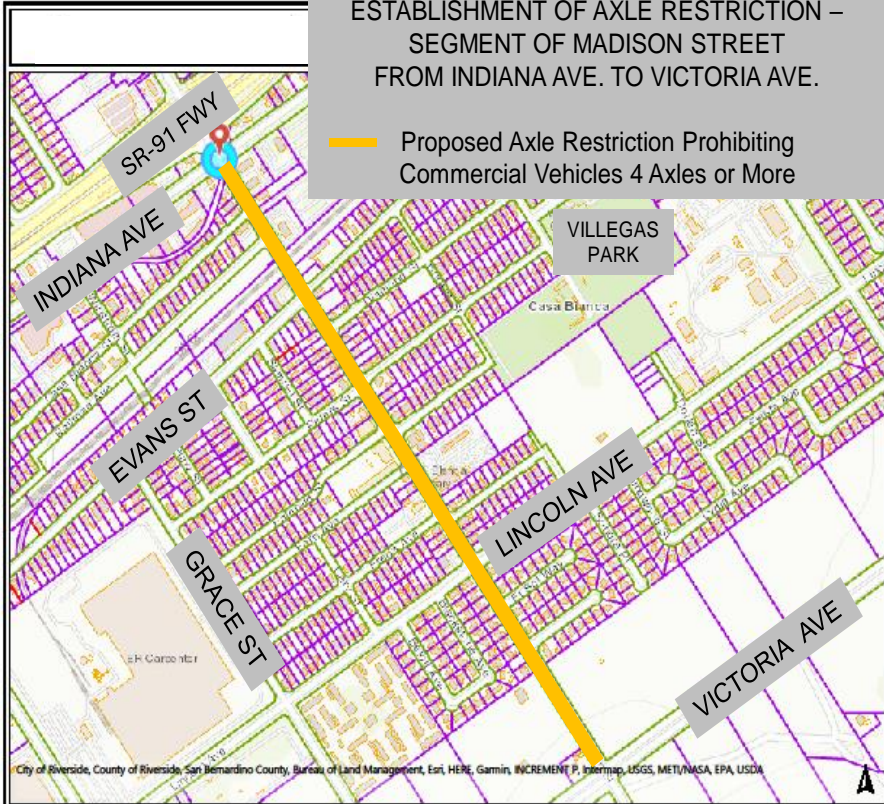 ESTABLISHMENT OF AXLE RESTRICTION –
SEGMENT OF MADISON STREET
FROM INDIANA AVE. TO VICTORIA AVE.
Proposed Axle Restriction Prohibiting
Commercial Vehicles 4 Axles or More
SR-91 FWY
INDIANA AVE
VILLEGAS
PARK
Casa Blanca
EVANS ST
LINCOLN AVE
GRACE ST
VICTORIA AVE
City of Riverside, County of Riverside, San Bernardino County, Bureau of Land Management, Esri, HERE, Garmin, INCREMENT P, Intermap, USGS, METI/NASA, EPA, USDA